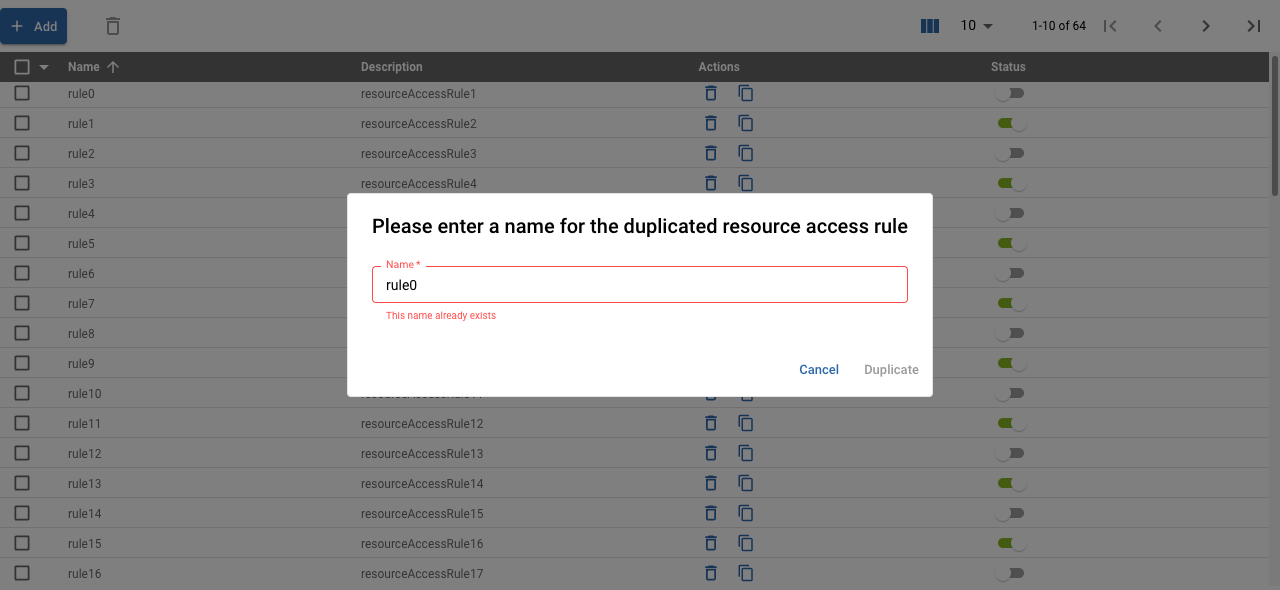 Add
10
1-10 of 64
Name Description Actions Status
rule0 resourceAccessRule1
rule1 resourceAccessRule2
rule2 resourceAccessRule3
rule3 resourceAccessRule4
rule4
rule5
rule6
rule7
rule8
rule9
rule10
rule11 resourceAccessRule12
rule12 resourceAccessRule13
rule13 resourceAccessRule14
rule14 resourceAccessRule15
rule15 resourceAccessRule16
rule16 resourceAccessRule17
Please enter a name for the duplicated resource access rule
Name *
rule0
This name already exists
Cancel Duplicate